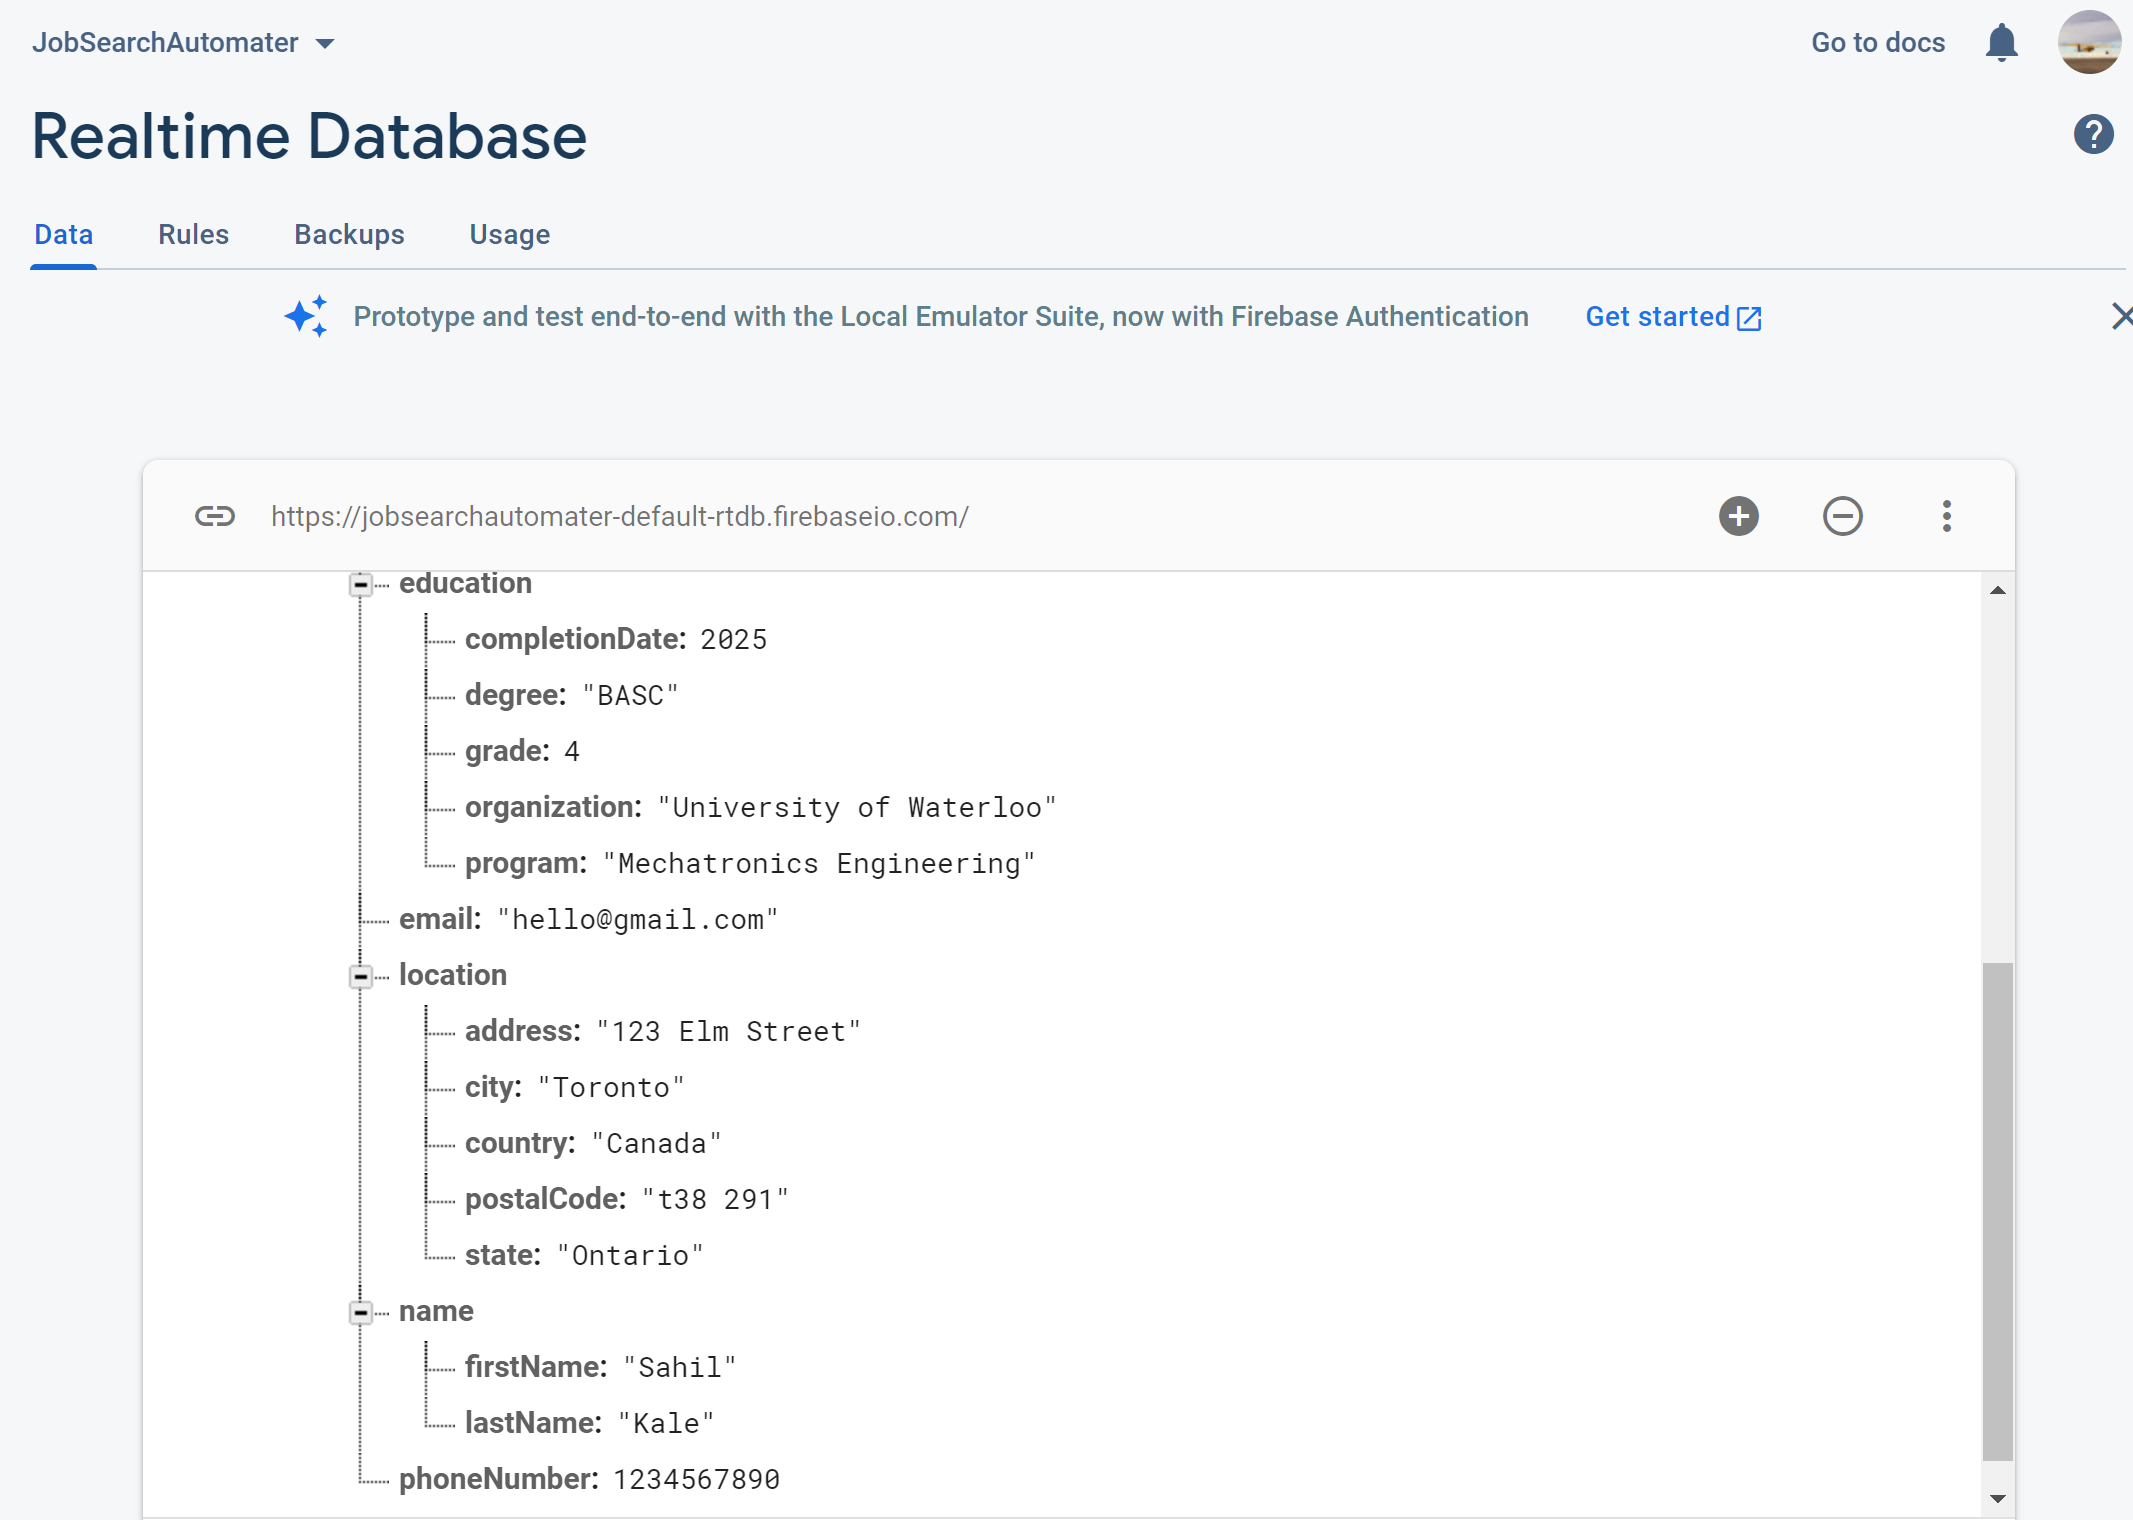 JobSearchAutomater
Go to docs
Realtime Database
Data Rules Backups Usage
Prototype and test end-to-end with the Local Emulator Suite, now with Firebase Authentication Get started
https://jobsearchautomater-default-rtdb.firebaseio.com/
education
completionDate: 2025
degree: "BASC"
grade: 4
organization: "University of Waterloo"
program: "Mechatronics Engineering"
email: "hello@gmail.com"
location
address: "123 Elm Street"
city: "Toronto"
country: "Canada"
postalCode: "t38 291"
state: "Ontario"
name
firstName: "Sahil"
lastName: "Kale"
phoneNumber: 1234567890